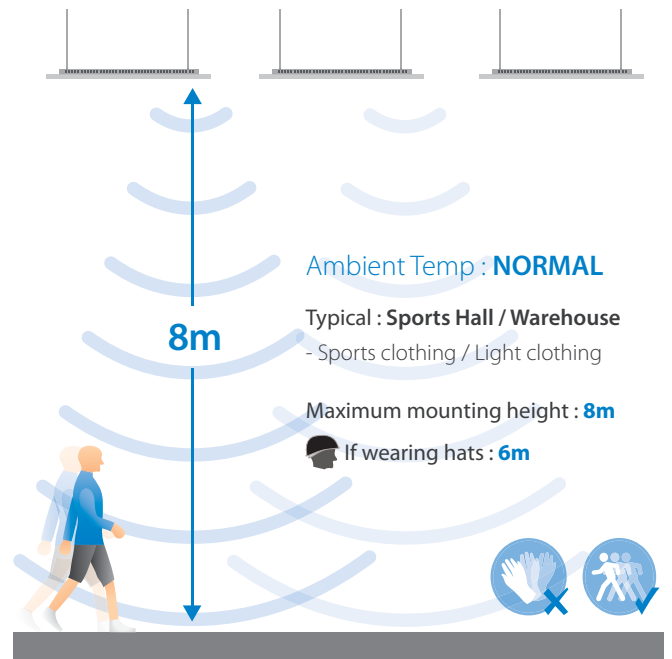 8m
Ambient Temp : NORMAL
Typical : Sports Hall / Warehouse
- Sports clothing / Light clothing
Maximum mounting height : 8m
If wearing hats : 6m